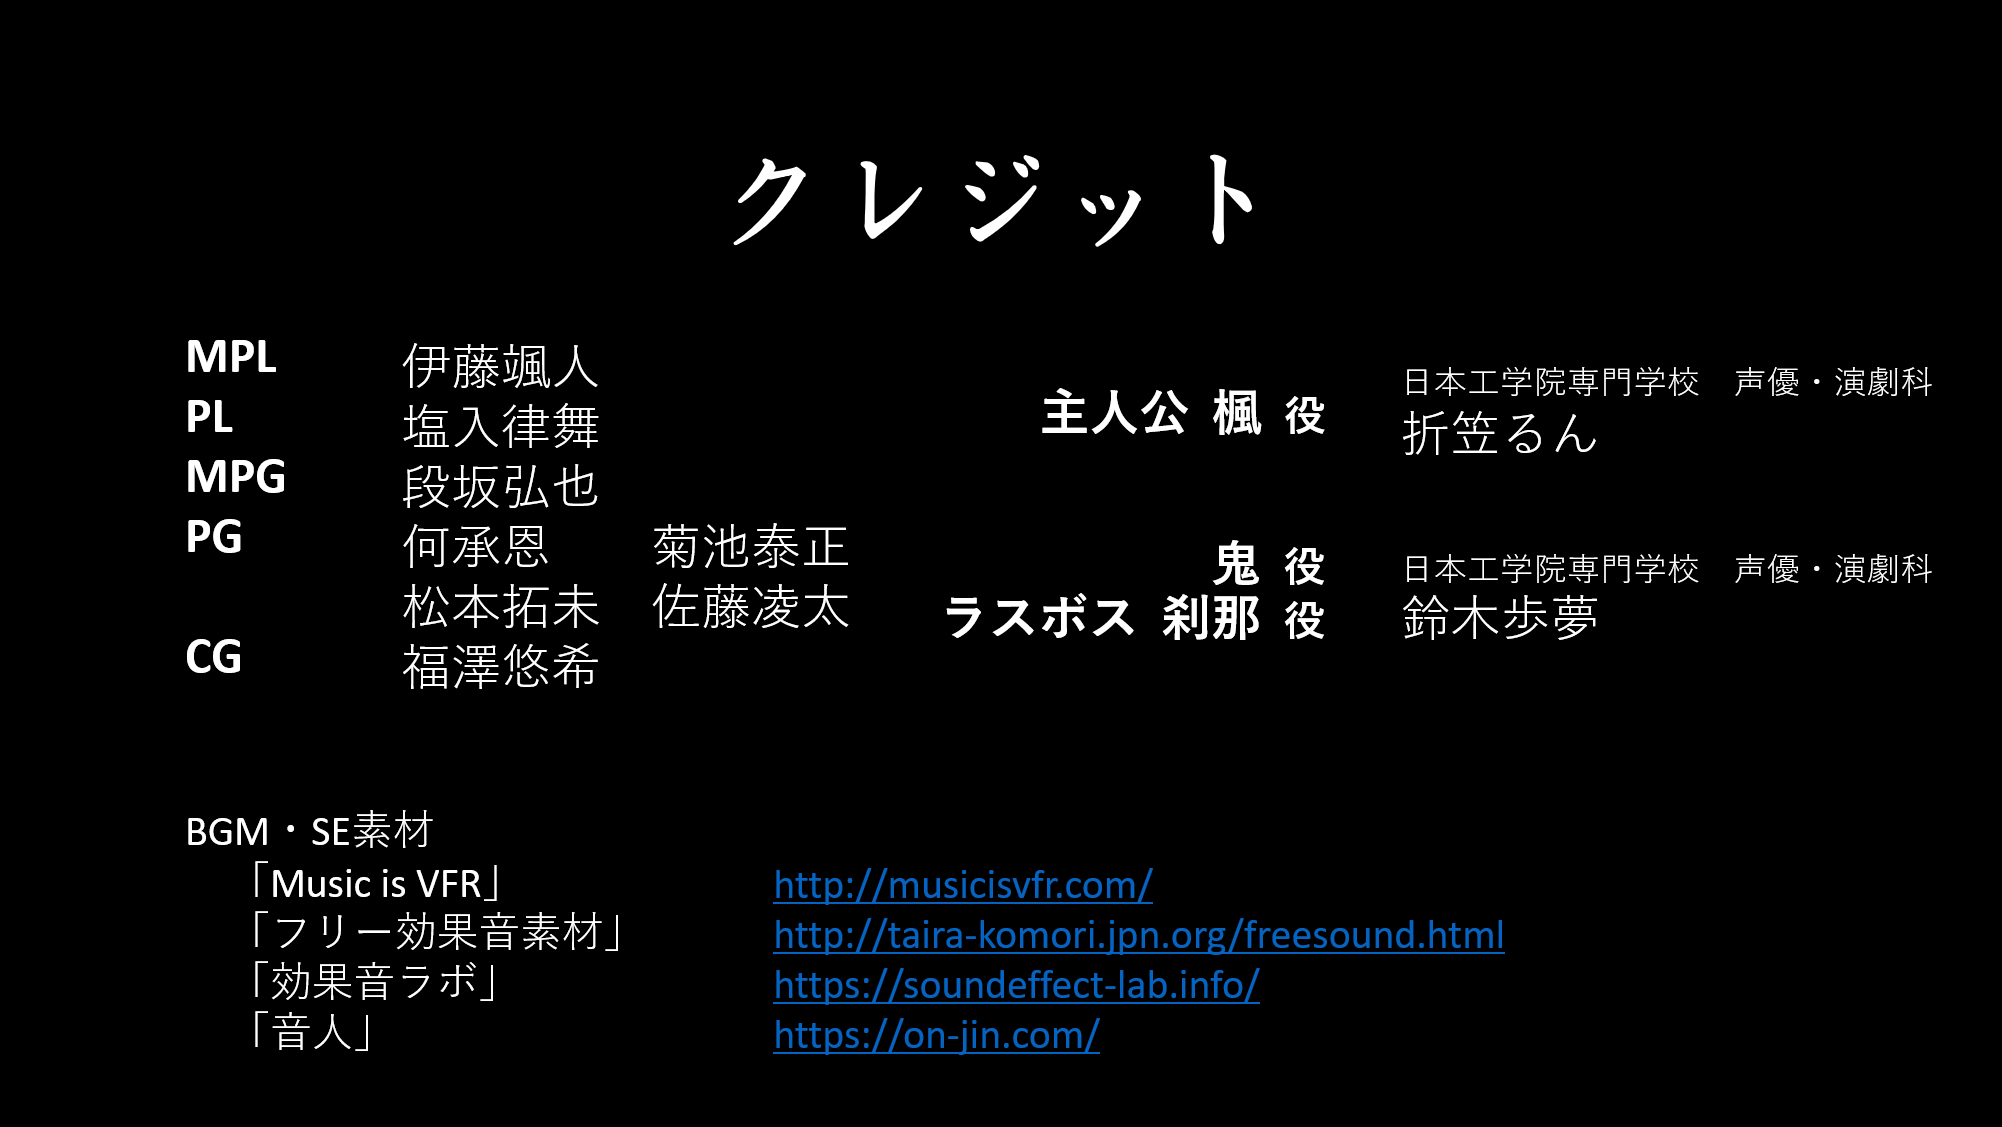 クレジット
MPL 伊藤颯人
PL 塩入律舞
MPG 段坂弘也
PG 何承恩 菊池泰正
松本拓未 佐藤凌太
CG 福澤悠希
主人公 楓 役
日本工学院専門学校 声優・演劇科
折笠るん
鬼 役
ラスボス 刹那 役
日本工学院専門学校 声優・演劇科
鈴木歩夢
BGM・SE素材
「Music is VFR」 http://musicisvfr.com/
「フリー効果音素材」 http://taira-komori.jpn.org/freesound.html
「効果音ラボ」 https://soundeffect-lab.info/
「音人」 https://on-jin.com/